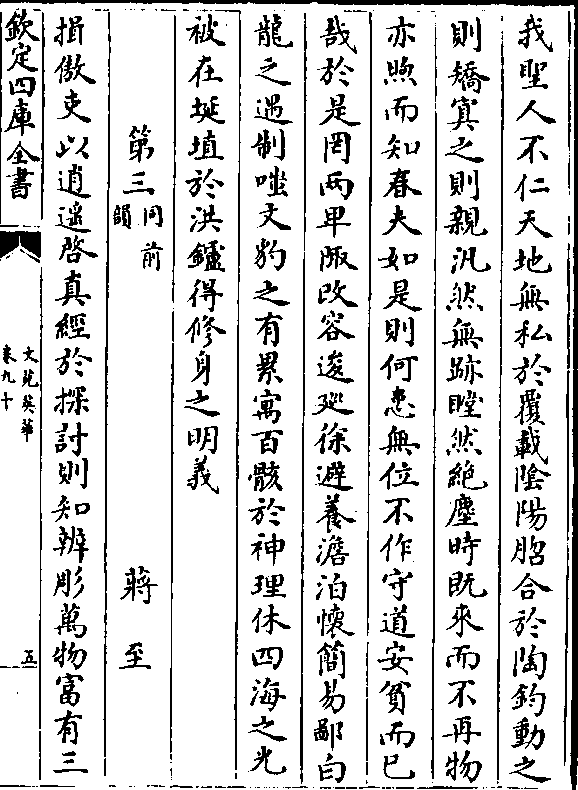 我聖人不仁天地無私於覆載陰陽脗合於陶鈞動之
則矯寘之則親汎然無跡瞠然絶塵時既來而不再物
亦煦而知春夫如是則何患無位不作守道安貧而已
哉於是罔兩卑陬改容逡廵徐避養澹泊懷簡易鄙白
龍之遇制嗤文豹之有累寓百骸於神理休四海之光
被在埏埴於洪鑪得修身之明義
第三同前韻
蔣至
損傲吏以逍遥啓真經於探討則知辨彫萬物富有三
欽定四庫全書
文苑英華
卷九十
五